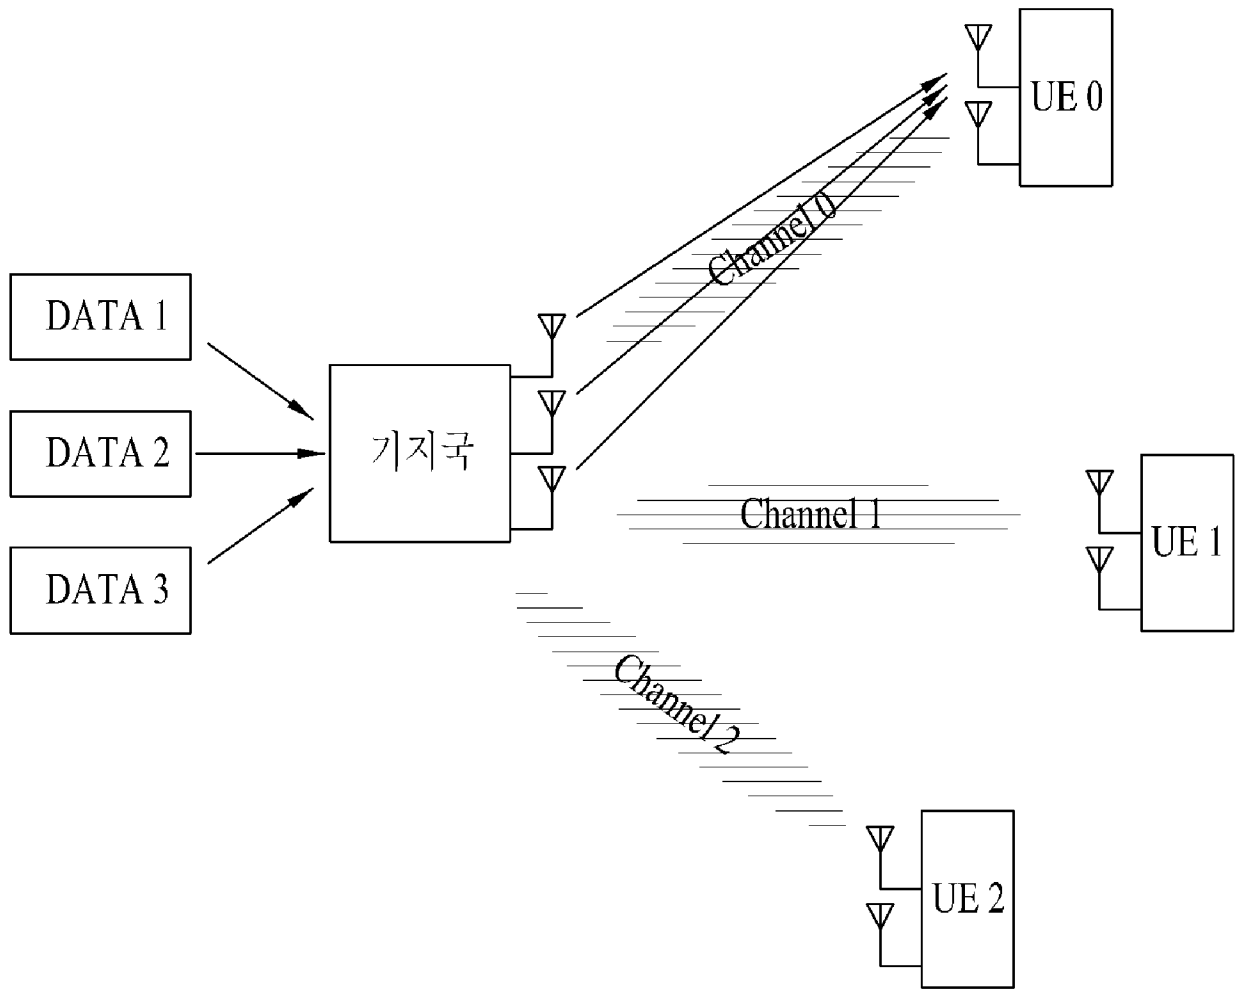 UE 0
Channel 0
DATA 1
기지국
DATA 2
Channel 1
UE 1
DATA 3
Channel 2
UE 2